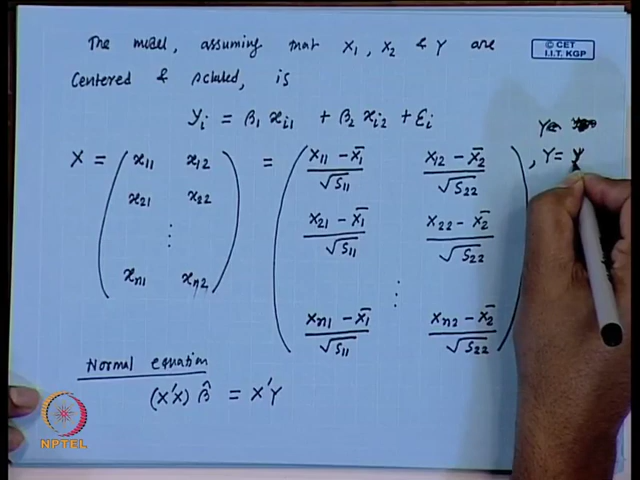 The model, assuming that X1, X2 & Y are
© CET
I.I.T. KGP
Centered & scaled, is
yi = β1 xi1 + β2 xi2 + εi
X = ( x11 x12 ) = ( (X11 − X̄1)/√S11 (X12 − X̄2)/√S22 ), Y = Y
x21 x22 (X21 − X̄1)/√S11 (X22 − X̄2)/√S22
⋮ ⋮
xn1 xn2 (Xn1 − X̄1)/√S11 (Xn2 − X̄2)/√S22
Normal equation
(X'X) β̂ = X'Y
NPTEL